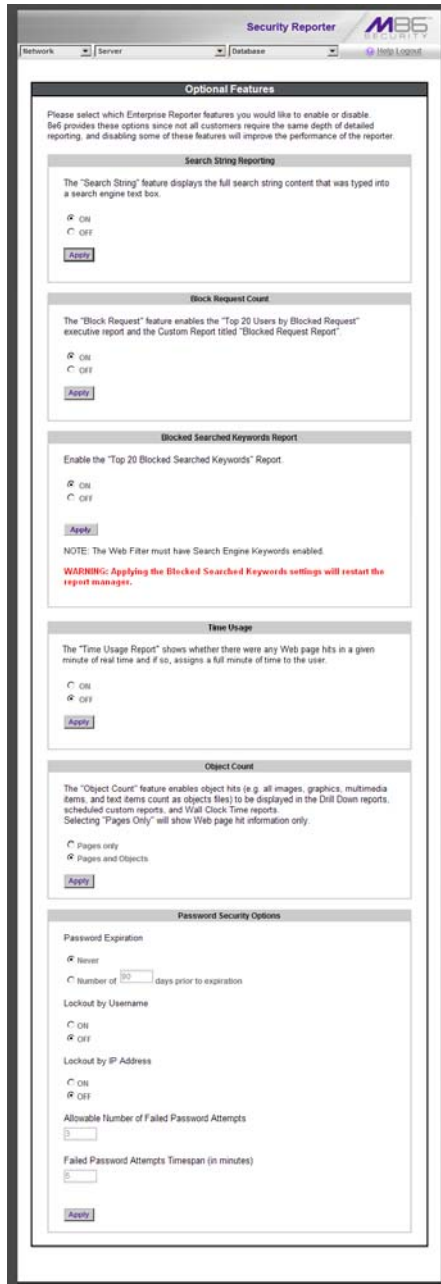 Security Reporter
M86
SECURITY
Network
Server
Database
Help Logout
Optional Features
Please select which Enterprise Reporter features you would like to enable or disable.
8e6 provides these options since not all customers require the same depth of detailed
reporting, and disabling some of these features will improve the performance of the reporter.
Search String Reporting
The "Search String" feature displays the full search string content that was typed into
a search engine text box.
ON
OFF
Apply
Block Request Count
The "Block Request" feature enables the "Top 20 Users by Blocked Request"
executive report and the Custom Report titled "Blocked Request Report".
ON
OFF
Apply
Blocked Searched Keywords Report
Enable the "Top 20 Blocked Searched Keywords" Report.
ON
OFF
Apply
NOTE: The Web Filter must have Search Engine Keywords enabled.
WARNING: Applying the Blocked Searched Keywords settings will restart the
report manager.
Time Usage
The "Time Usage Report" shows whether there were any Web page hits in a given
minute of real time and if so, assigns a full minute of time to the user.
ON
OFF
Apply
Object Count
The "Object Count" feature enables object hits (e.g. all images, graphics, multimedia
items, and text items count as objects files) to be displayed in the Drill Down reports,
scheduled custom reports, and Wall Clock Time reports.
Selecting "Pages Only" will show Web page hit information only.
Pages only
Pages and Objects
Apply
Password Security Options
Password Expiration
Never
Number of 90 days prior to expiration
Lockout by Username
ON
OFF
Lockout by IP Address
ON
OFF
Allowable Number of Failed Password Attempts
3
Failed Password Attempts Timespan (in minutes)
5
Apply